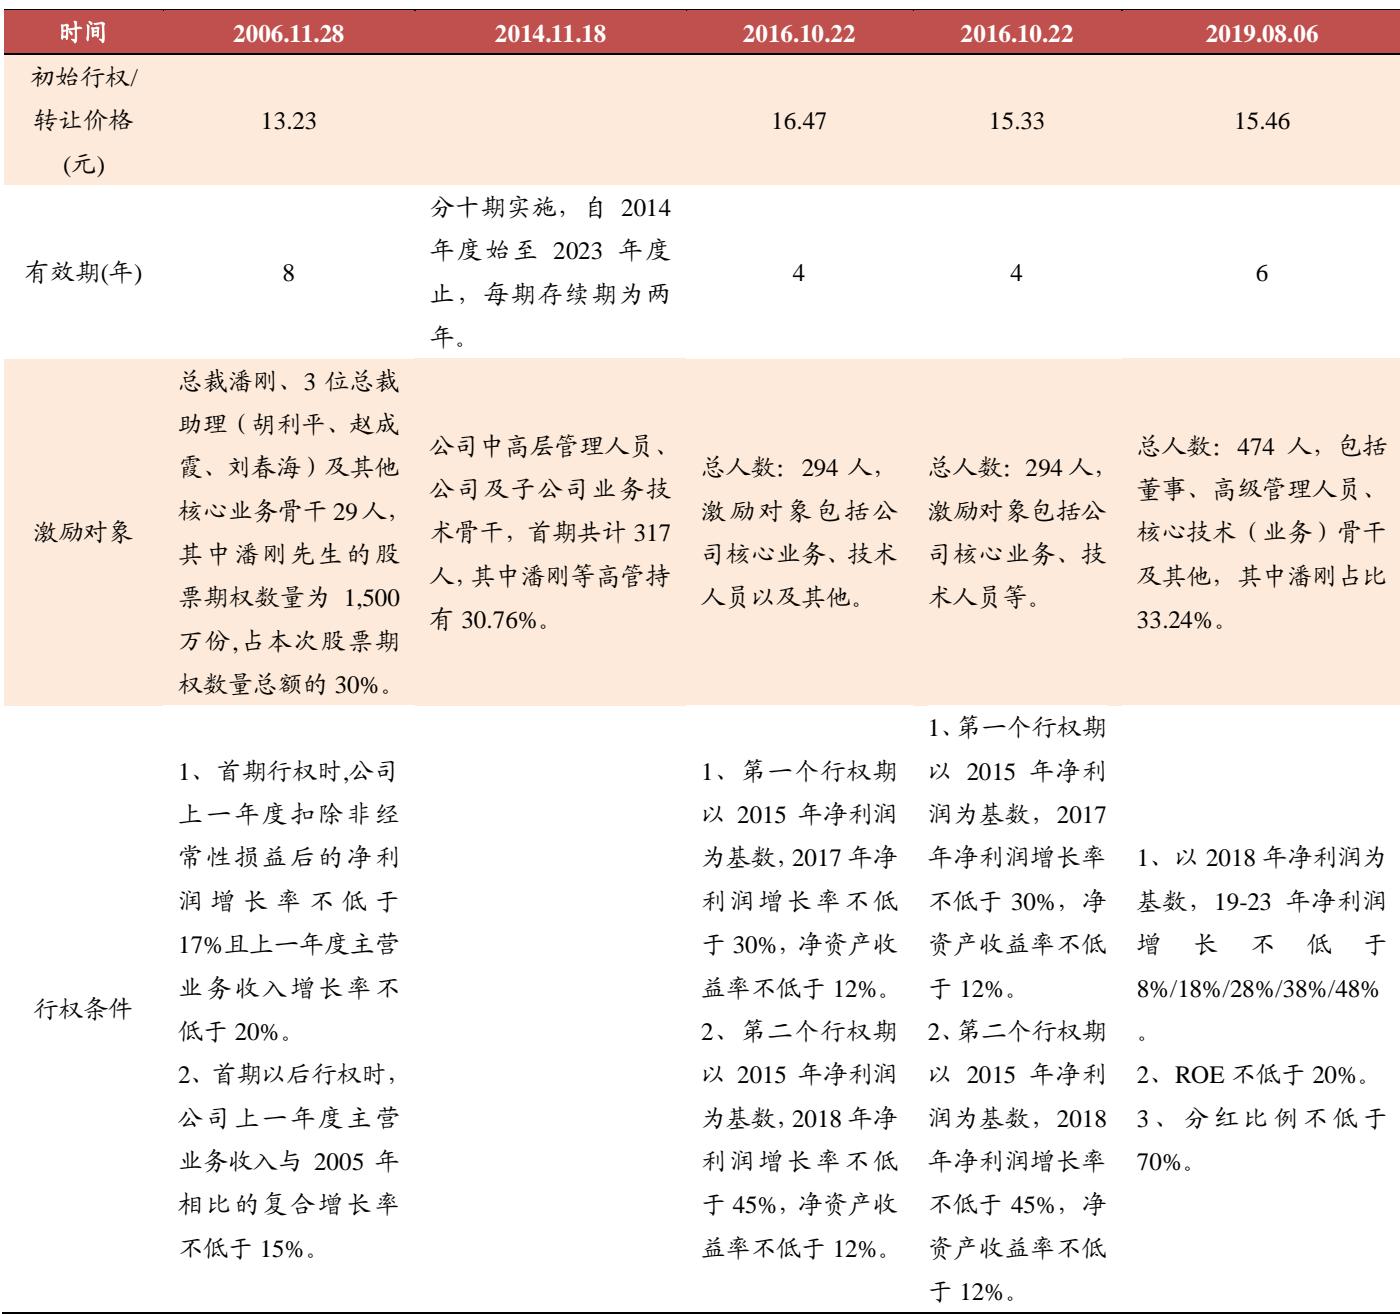 时间 2006.11.28 2014.11.18 2016.10.22 2016.10.22 2019.08.06
初始行权/
转让价格
(元)
13.23 16.47 15.33 15.46
有效期(年)
8
分十期实施，自 2014
年度始至 2023 年度
止，每期存续期为两
年。
4
4
6
激励对象
总裁潘刚、3 位总裁
助理（胡利平、赵成
霞、刘春海）及其他
核心业务骨干 29 人，
其中潘刚先生的股
票期权数量为 1,500
万份,占本次股票期
权数量总额的 30%。
公司中高层管理人员、
公司及子公司业务技
术骨干，首期共计 317
人，其中潘刚等高管持
有 30.76%。
总人数：294 人，
激励对象包括公
司核心业务、技术
人员以及其他。
总人数：294 人，
激励对象包括公
司核心业务、技
术人员等。
总人数：474 人，包括
董事、高级管理人员、
核心技术（业务）骨干
及其他，其中潘刚占比
33.24%。
行权条件
1、首期行权时,公司
上一年度扣除非经
常性损益后的净利
润增长率不低于
17%且上一年度主营
业务收入增长率不
低于 20%。
2、首期以后行权时，
公司上一年度主营
业务收入与 2005 年
相比的复合增长率
不低于 15%。
1、第一个行权期
以 2015 年净利润
为基数，2017 年净
利润增长率不低
于 30%，净资产收
益率不低于 12%。
2、第二个行权期
以 2015 年净利润
为基数，2018 年净
利润增长率不低
于 45%，净资产收
益率不低于 12%。
1、第一个行权期
以 2015 年净利
润为基数，2017
年净利润增长率
不低于 30%，净
资产收益率不低
于 12%。
2、第二个行权期
以 2015 年净利
润为基数，2018
年净利润增长率
不低于 45%，净
资产收益率不低
于 12%。
1、以 2018 年净利润为
基数，19-23 年净利润
增长不低于
8%/18%/28%/38%/48%
。
2、ROE 不低于 20%。
3、分红比例不低于
70%。